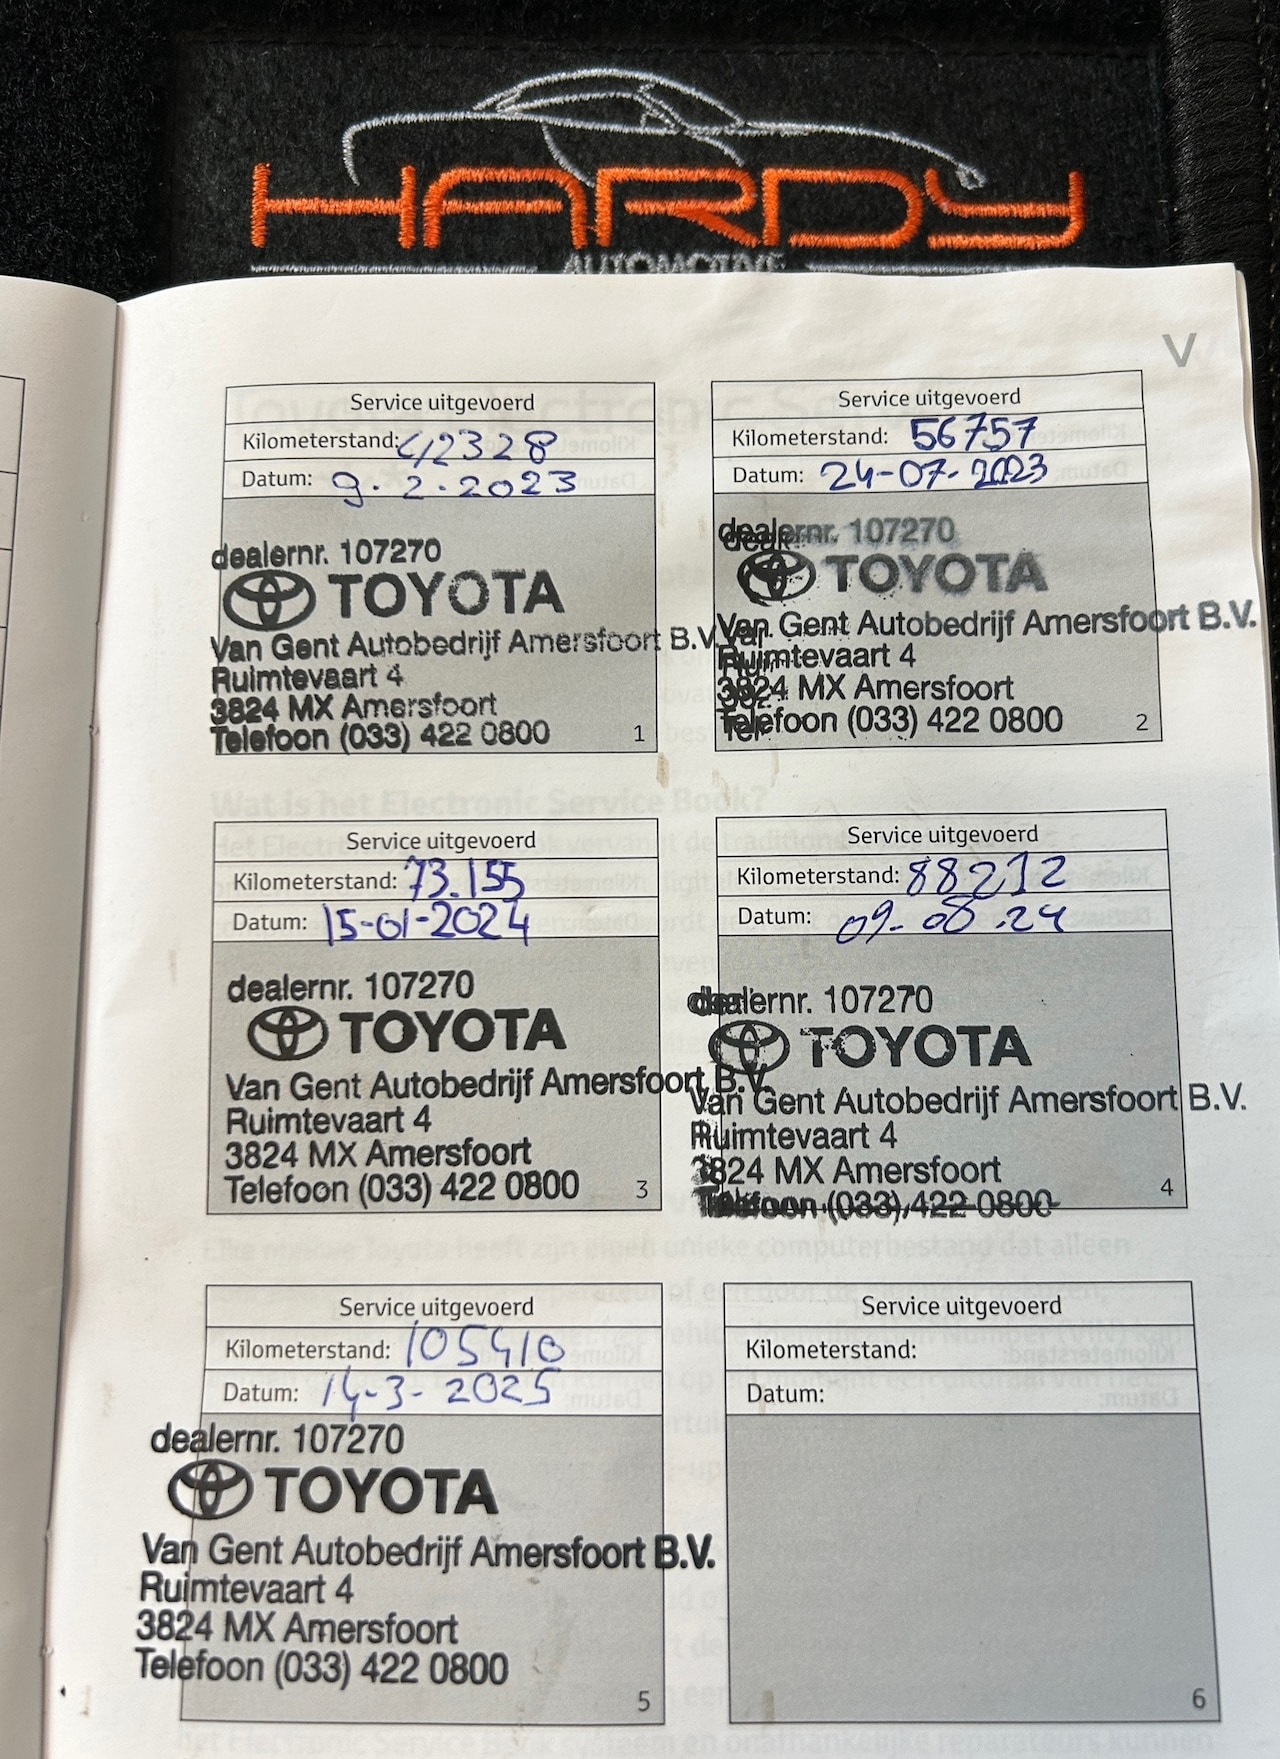 HARDY
AUTOMOTIVE
V
Service uitgevoerd
Kilometerstand: 42328
Datum: 9-2-2023
dealernr. 107270
TOYOTA
Van Gent Autobedrijf Amersfoort B.V.
Ruimtevaart 4
3824 MX Amersfoort
Telefoon (033) 422 0800
1
Service uitgevoerd
Kilometerstand: 56757
Datum: 24-07-2023
dealernr. 107270
TOYOTA
Van Gent Autobedrijf Amersfoort B.V.
Ruimtevaart 4
3824 MX Amersfoort
Telefoon (033) 422 0800
2
Service uitgevoerd
Kilometerstand: 73.155
Datum: 15-01-2024
dealernr. 107270
TOYOTA
Van Gent Autobedrijf Amersfoort B.V.
Ruimtevaart 4
3824 MX Amersfoort
Telefoon (033) 422 0800
3
Service uitgevoerd
Kilometerstand: 88212
Datum: 09-08-24
dealernr. 107270
TOYOTA
Van Gent Autobedrijf Amersfoort B.V.
Ruimtevaart 4
3824 MX Amersfoort
Telefoon (033) 422 0800
4
Service uitgevoerd
Kilometerstand: 105410
Datum: 14-3-2025
dealernr. 107270
TOYOTA
Van Gent Autobedrijf Amersfoort B.V.
Ruimtevaart 4
3824 MX Amersfoort
Telefoon (033) 422 0800
5
Service uitgevoerd
Kilometerstand:
Datum:
6